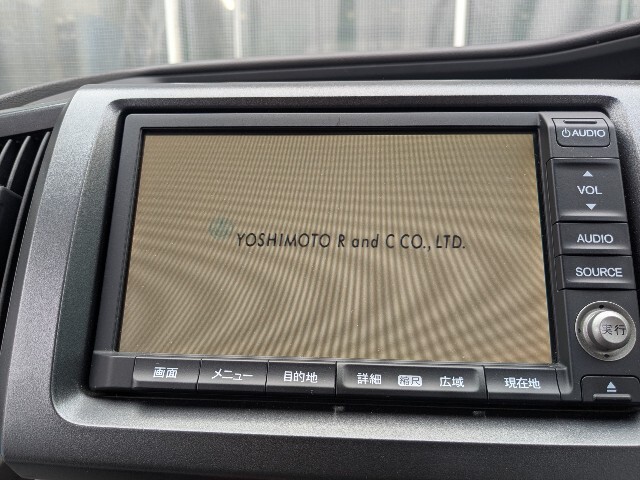 YOSHIMOTO R and C CO., LTD.
AUDIO
VOL
AUDIO
SOURCE
実行
画面
メニュー
目的地
詳細
縮尺
広域
現在地